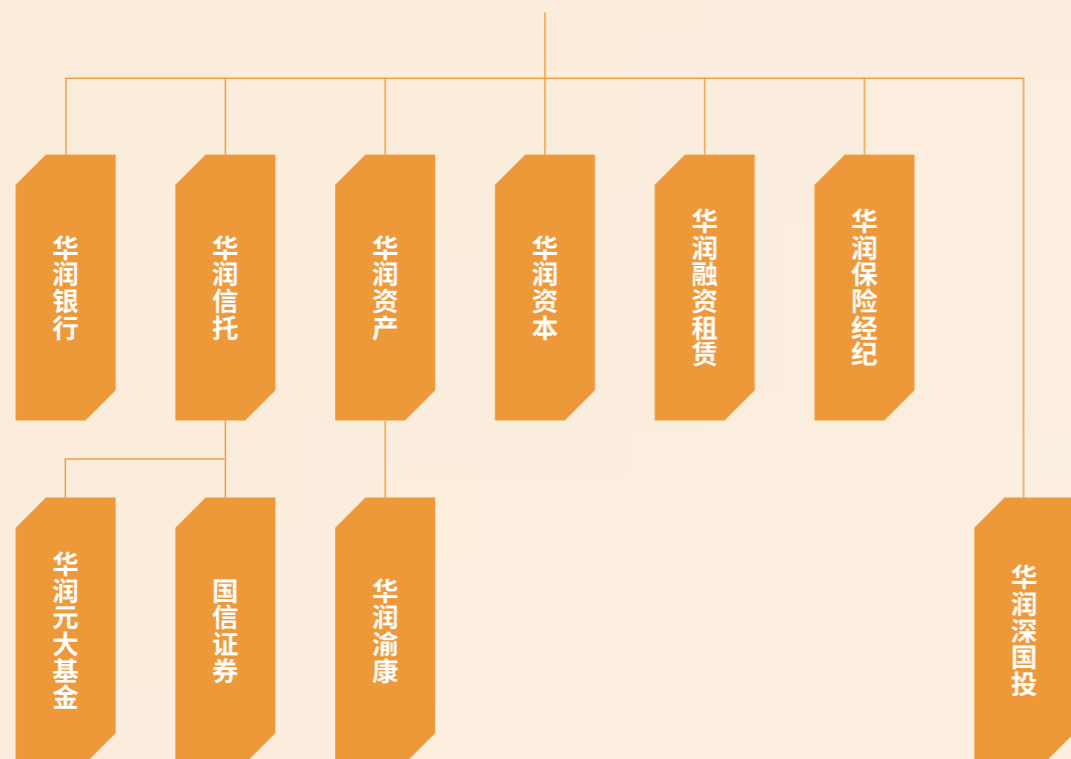 华润银行
华润信托
华润资产
华润资本
华润融资租赁
华润保险经纪
华润元大基金
国信证券
华润渝康
华润深国投